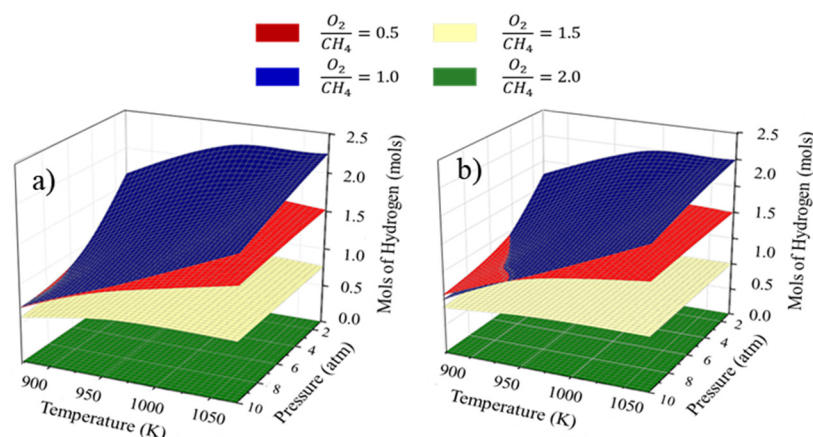 O₂/CH₄ = 0.5
O₂/CH₄ = 1.5
O₂/CH₄ = 1.0
O₂/CH₄ = 2.0
a)
2.5
2.0
1.5
1.0
0.5
0.0
Mols of Hydrogen (mols)
2
4
6
8
10
Pressure (atm)
900
950
1000
1050
Temperature (K)
b)
2.5
2.0
1.5
1.0
0.5
0.0
Mols of Hydrogen (mols)
2
4
6
8
10
Pressure (atm)
900
950
1000
1050
Temperature (K)